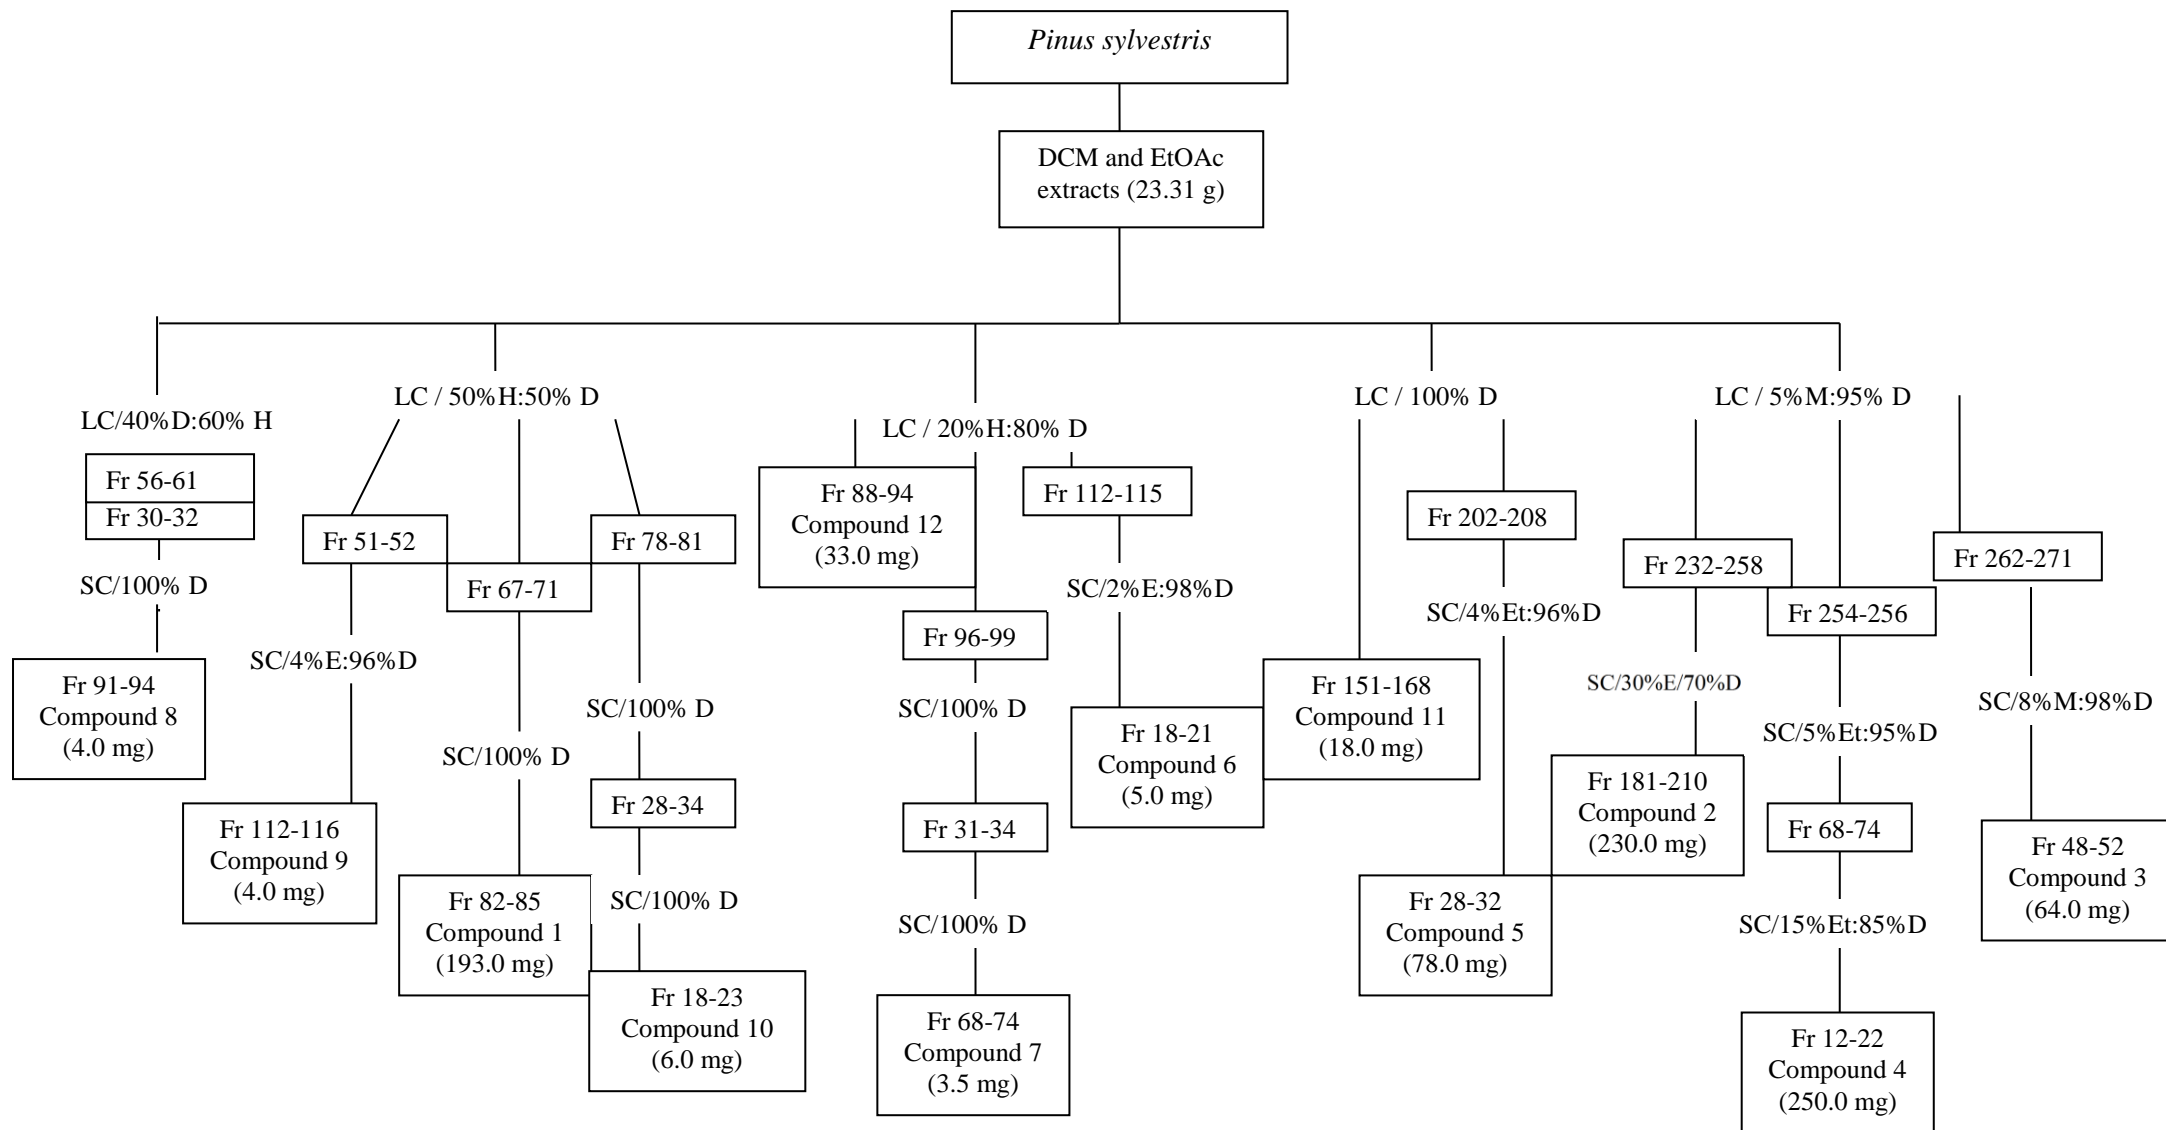 Pinus sylvestris
DCM and EtOAc
extracts (23.31 g)
LC/40%D:60% H
Fr 56-61
Fr 30-32
SC/100% D
Fr 91-94
Compound 8
(4.0 mg)
LC / 50%H:50% D
Fr 51-52
SC/4%E:96%D
Fr 112-116
Compound 9
(4.0 mg)
Fr 67-71
SC/100% D
Fr 82-85
Compound 1
(193.0 mg)
Fr 78-81
SC/100% D
Fr 28-34
SC/100% D
Fr 18-23
Compound 10
(6.0 mg)
LC / 20%H:80% D
Fr 88-94
Compound 12
(33.0 mg)
Fr 96-99
SC/100% D
Fr 31-34
SC/100% D
Fr 68-74
Compound 7
(3.5 mg)
Fr 112-115
SC/2%E:98%D
Fr 18-21
Compound 6
(5.0 mg)
LC / 100% D
Fr 151-168
Compound 11
(18.0 mg)
Fr 202-208
SC/4%Et:96%D
Fr 28-32
Compound 5
(78.0 mg)
LC / 5%M:95% D
Fr 232-258
SC/30%E/70%D
Fr 181-210
Compound 2
(230.0 mg)
Fr 254-256
SC/5%Et:95%D
Fr 68-74
SC/15%Et:85%D
Fr 12-22
Compound 4
(250.0 mg)
Fr 262-271
SC/8%M:98%D
Fr 48-52
Compound 3
(64.0 mg)